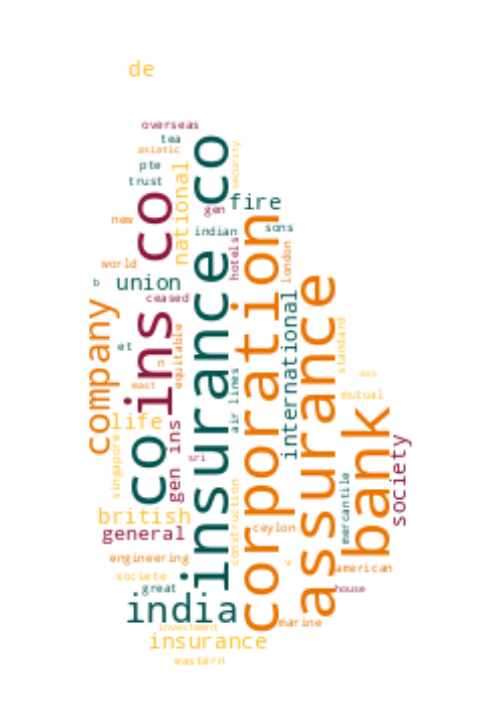 de
overseas
tea
asiatic
pte
trust
security
national
insurance co
ins co
fire
gen
new
indian
sons
corporation
hotels
london
world
b
union
ceased
international
assurance
company
et
equitable
n
east
air lines
standard
ass
mutual
life
co
gen ins
singapore
sri
bank
society
british
general
construction
ceylon
mercantile
engineering
v
american
societe
great
house
india
investment
marine
insurance
eastern